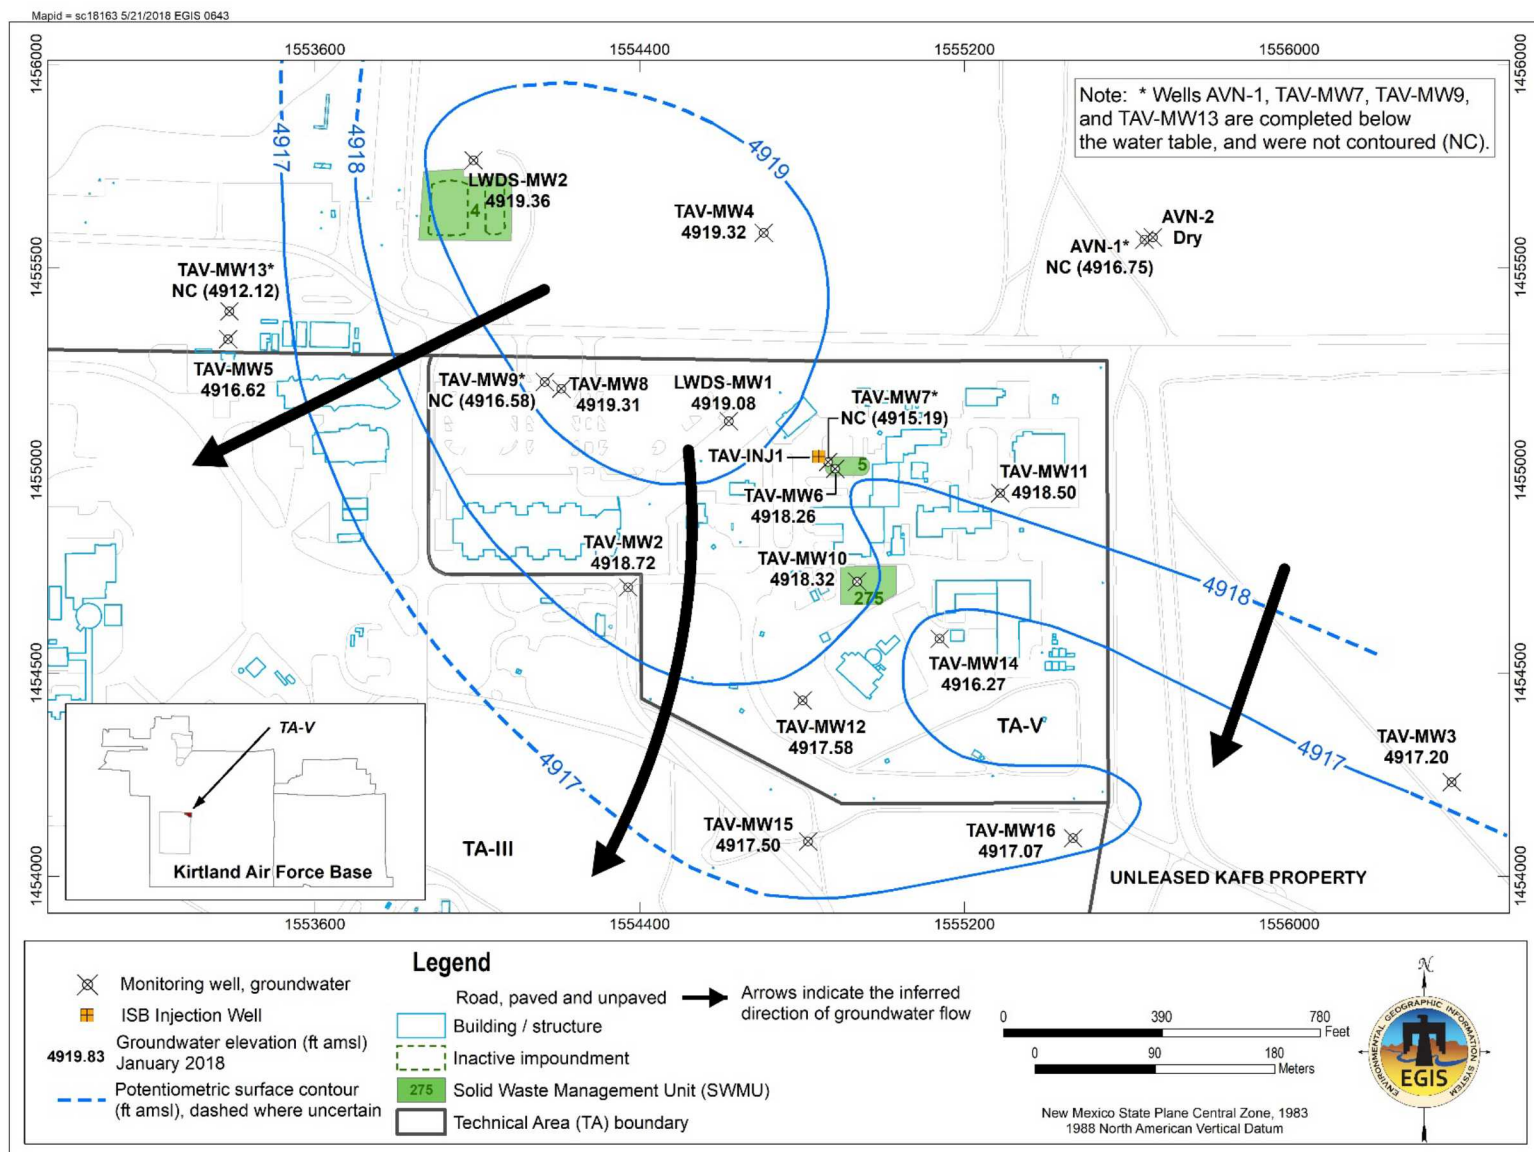 Mapid = sc18163 5/21/2018 EGIS 0643
1553600
1554400
1555200
1556000
1456000
1456000
Note: * Wells AVN-1, TAV-MW7, TAV-MW9,
and TAV-MW13 are completed below
the water table, and were not contoured (NC).
4917
4918
4919
LWDS-MW2
4919.36
4
TAV-MW4
4919.32
AVN-2
Dry
AVN-1*
NC (4916.75)
1455500
1455500
TAV-MW13*
NC (4912.12)
TAV-MW5
4916.62
TAV-MW9*
NC (4916.58)
TAV-MW8
4919.31
LWDS-MW1
4919.08
TAV-MW7*
NC (4915.19)
TAV-INJ1
5
TAV-MW6
4918.26
TAV-MW11
4918.50
1455000
1455000
TAV-MW2
4918.72
TAV-MW10
4918.32
275
4918
TAV-MW14
4916.27
1454500
1454500
TAV-MW12
4917.58
TA-V
4917
4917
TAV-MW3
4917.20
TA-V
Kirtland Air Force Base
TA-III
TAV-MW15
4917.50
TAV-MW16
4917.07
UNLEASED KAFB PROPERTY
1454000
1454000
1553600
1554400
1555200
1556000
Legend
Monitoring well, groundwater
ISB Injection Well
4919.83
Groundwater elevation (ft amsl)
January 2018
Potentiometric surface contour
(ft amsl), dashed where uncertain
Road, paved and unpaved
Building / structure
Inactive impoundment
275
Solid Waste Management Unit (SWMU)
Technical Area (TA) boundary
Arrows indicate the inferred
direction of groundwater flow
0 390 780
Feet
0 90 180
Meters
New Mexico State Plane Central Zone, 1983
1988 North American Vertical Datum
N
ENVIRONMENTAL GEOGRAPHIC INFORMATION SYSTEM
EGIS